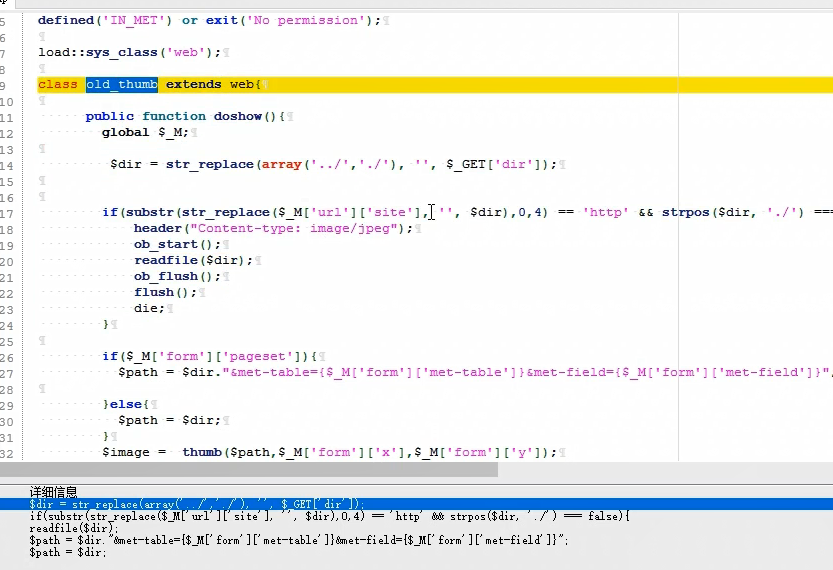 5 defined('IN_MET') or exit('No permission');¶
6 ¶
7 load::sys_class('web');¶
8 ¶
9 class old_thumb extends web{¶
10 ¶
11 public function doshow(){¶
12 global $_M;¶
13 ¶
14 $dir = str_replace(array('../','./'), '', $_GET['dir']);¶
15 ¶
16 ¶
17 if(substr(str_replace($_M['url']['site'], '', $dir),0,4) == 'http' && strpos($dir, './') ===
18 header("Content-type: image/jpeg");¶
19 ob_start();¶
20 readfile($dir);¶
21 ob_flush();¶
22 flush();¶
23 die;¶
24 }¶
25 ¶
26 if($_M['form']['pageset']){¶
27 $path = $dir."&met-table={$_M['form']['met-table']}&met-field={$_M['form']['met-field']}"
28 ¶
29 }else{¶
30 $path = $dir;¶
31 }¶
32 $image = thumb($path,$_M['form']['x'],$_M['form']['y']);¶
详细信息
$dir = str_replace(array('../','./'), '', $_GET['dir']);
if(substr(str_replace($_M['url']['site'], '', $dir),0,4) == 'http' && strpos($dir, './') === false){
readfile($dir);
$path = $dir."&met-table={$_M['form']['met-table']}&met-field={$_M['form']['met-field']}";
$path = $dir;